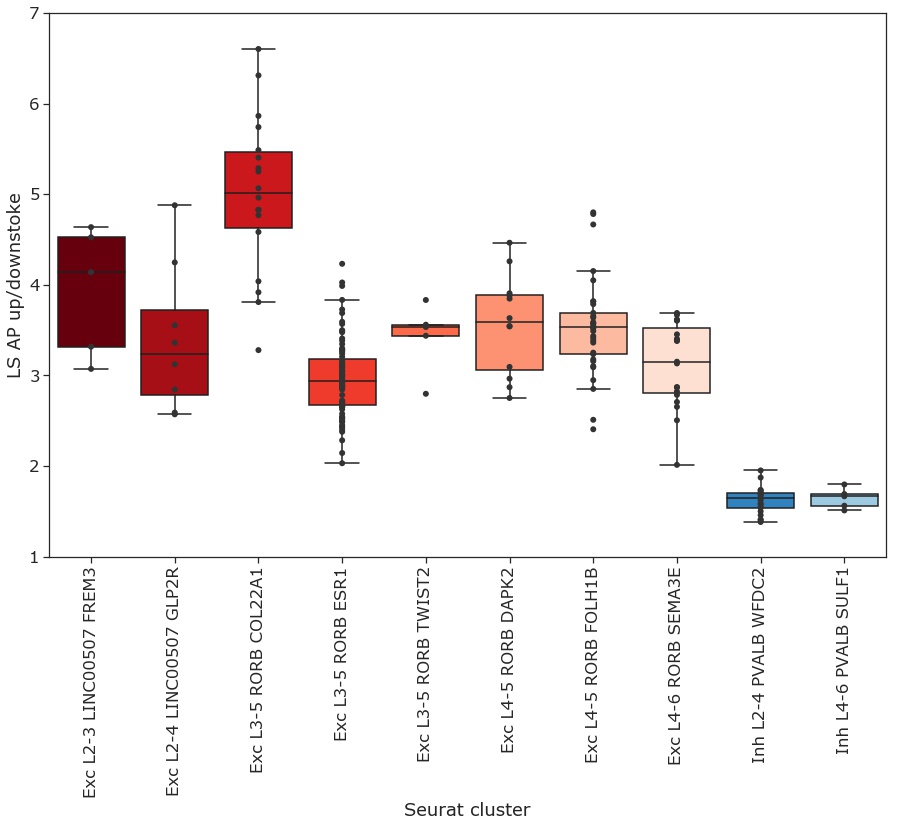 7
6
5
4
3
2
1
LS AP up/downstoke
Exc L2-3 LINC00507 FREM3
Exc L2-4 LINC00507 GLP2R
Exc L3-5 RORB COL22A1
Exc L3-5 RORB ESR1
Exc L3-5 RORB TWIST2
Exc L4-5 RORB DAPK2
Exc L4-5 RORB FOLH1B
Exc L4-6 RORB SEMA3E
Inh L2-4 PVALB WFDC2
Inh L4-6 PVALB SULF1
Seurat cluster